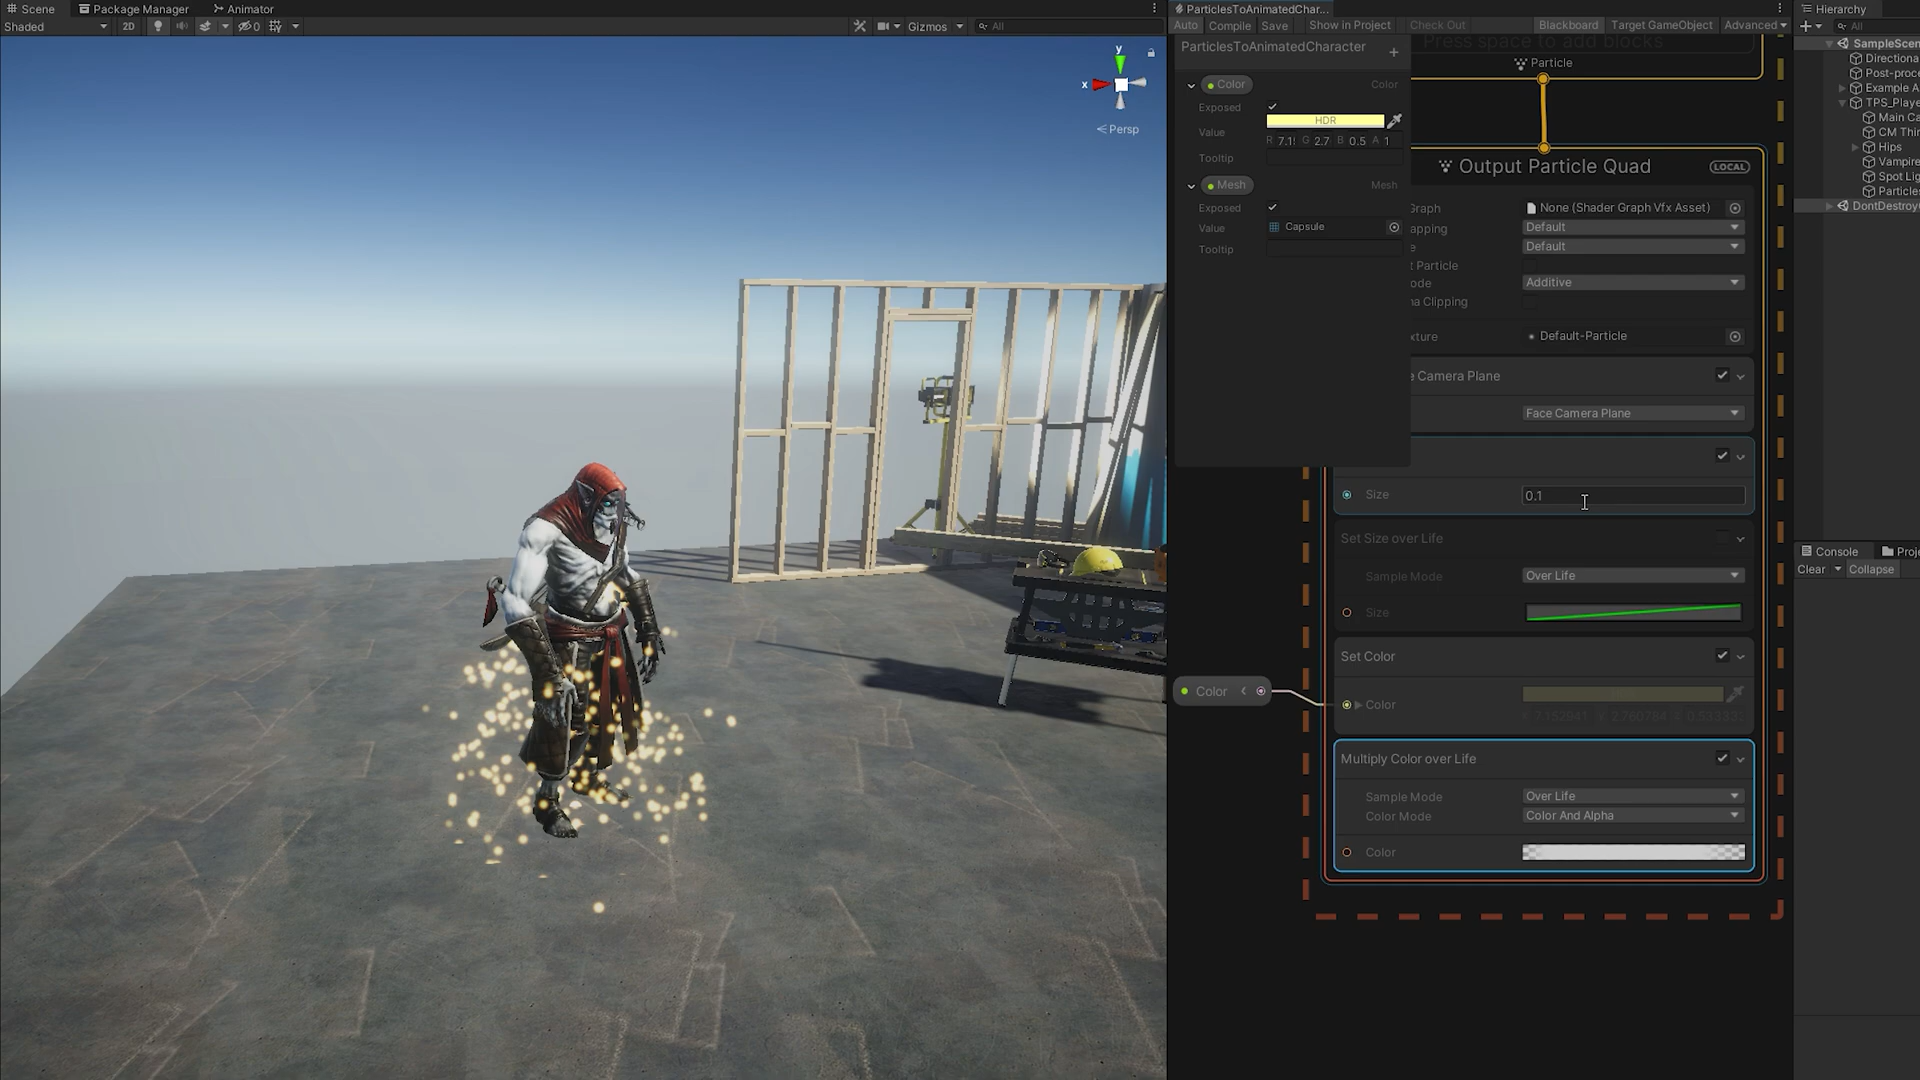 Scene
Package Manager
Animator
Shaded
2D
0
Gizmos
All
y
x
Persp
ParticlesToAnimatedChar...
Auto
Compile
Save
Show in Project
Check Out
Blackboard
Target GameObject
Advanced
ParticlesToAnimatedCharacter
Color
Color
Exposed
HDR
Value
R 7.1 G 2.7 B 0.5 A 1
Tooltip
Mesh
Mesh
Exposed
Value
Capsule
Tooltip
Press space to add blocks
Particle
Output Particle Quad
LOCAL
Graph
None (Shader Graph Vfx Asset)
apping
Default
e
Default
t Particle
ode
Additive
a Clipping
xture
Default-Particle
e Camera Plane
Face Camera Plane
Size
0.1
Set Size over Life
Sample Mode
Over Life
Size
Set Color
Color
Color
7.152941 2.760784
Multiply Color over Life
Sample Mode
Over Life
Color Mode
Color And Alpha
Color
Hierarchy
All
SampleScen
Directiona
Post-proce
Example A
TPS_Playe
Main Ca
CM Thir
Hips
Vampire
Spot Lig
Particle
DontDestroy
Console
Proje
Clear
Collapse